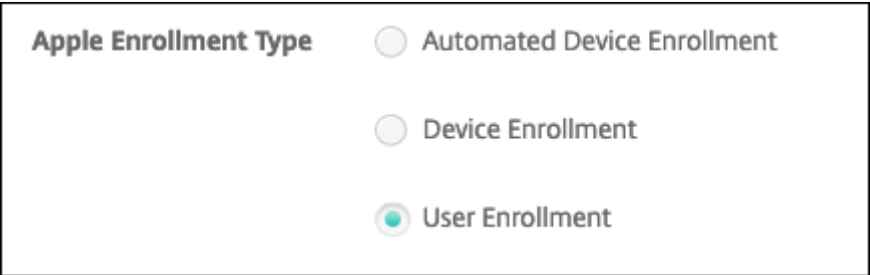 Apple Enrollment Type Automated Device Enrollment
Device Enrollment
User Enrollment